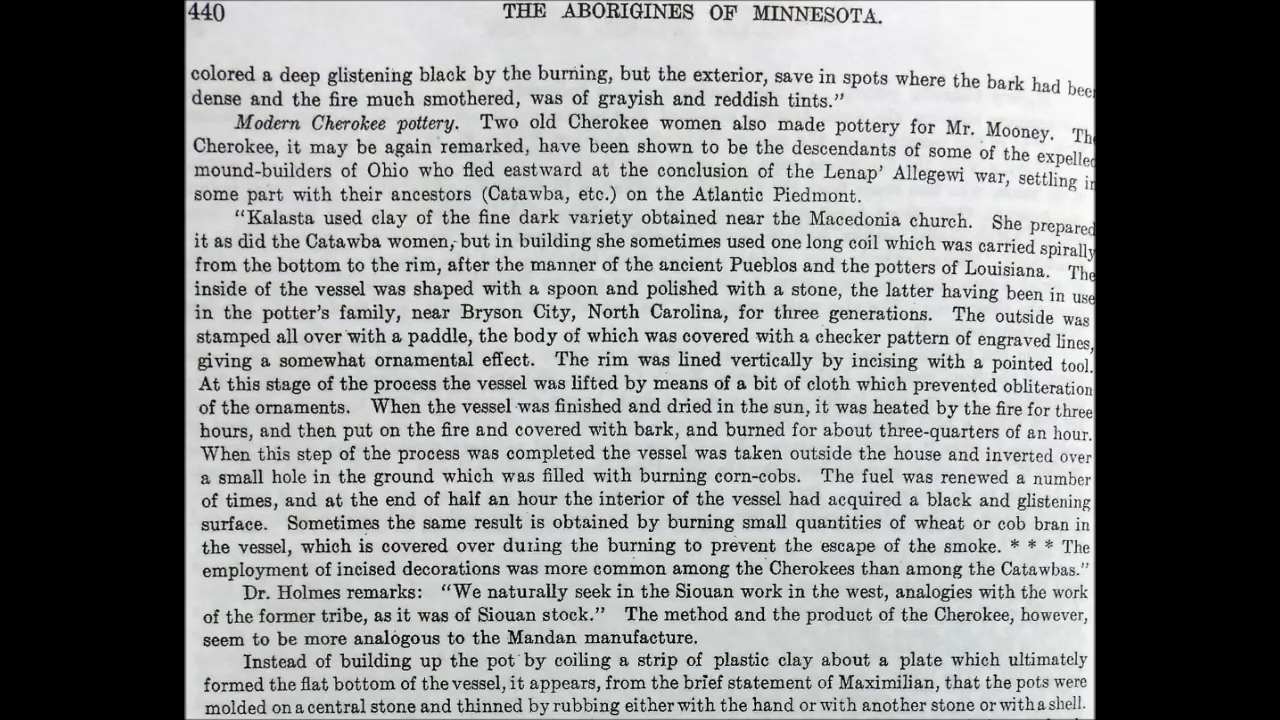 440 THE ABORIGINES OF MINNESOTA.
colored a deep glistening black by the burning, but the exterior, save in spots where the bark had bee
dense and the fire much smothered, was of grayish and reddish tints.”
Modern Cherokee pottery. Two old Cherokee women also made pottery for Mr. Mooney. Th
Cherokee, it may be again remarked, have been shown to be the descendants of some of the expelle
mound-builders of Ohio who fled eastward at the conclusion of the Lenap’ Allegewi war, settling i
some part with their ancestors (Catawba, etc.) on the Atlantic Piedmont.
“Kalasta used clay of the fine dark variety obtained near the Macedonia church. She prepared
it as did the Catawba women, but in building she sometimes used one long coil which was carried spirally
from the bottom to the rim, after the manner of the ancient Pueblos and the potters of Louisiana. The
inside of the vessel was shaped with a spoon and polished with a stone, the latter having been in use
in the potter’s family, near Bryson City, North Carolina, for three generations. The outside was
stamped all over with a paddle, the body of which was covered with a checker pattern of engraved lines,
giving a somewhat ornamental effect. The rim was lined vertically by incising with a pointed tool.
At this stage of the process the vessel was lifted by means of a bit of cloth which prevented obliteration
of the ornaments. When the vessel was finished and dried in the sun, it was heated by the fire for three
hours, and then put on the fire and covered with bark, and burned for about three-quarters of an hour.
When this step of the process was completed the vessel was taken outside the house and inverted over
a small hole in the ground which was filled with burning corn-cobs. The fuel was renewed a number
of times, and at the end of half an hour the interior of the vessel had acquired a black and glistening
surface. Sometimes the same result is obtained by burning small quantities of wheat or cob bran in
the vessel, which is covered over during the burning to prevent the escape of the smoke. * * * The
employment of incised decorations was more common among the Cherokees than among the Catawbas.”
Dr. Holmes remarks: “We naturally seek in the Siouan work in the west, analogies with the work
of the former tribe, as it was of Siouan stock.” The method and the product of the Cherokee, however,
seem to be more analogous to the Mandan manufacture.
Instead of building up the pot by coiling a strip of plastic clay about a plate which ultimately
formed the flat bottom of the vessel, it appears, from the brief statement of Maximilian, that the pots were
molded on a central stone and thinned by rubbing either with the hand or with another stone or with a shell.